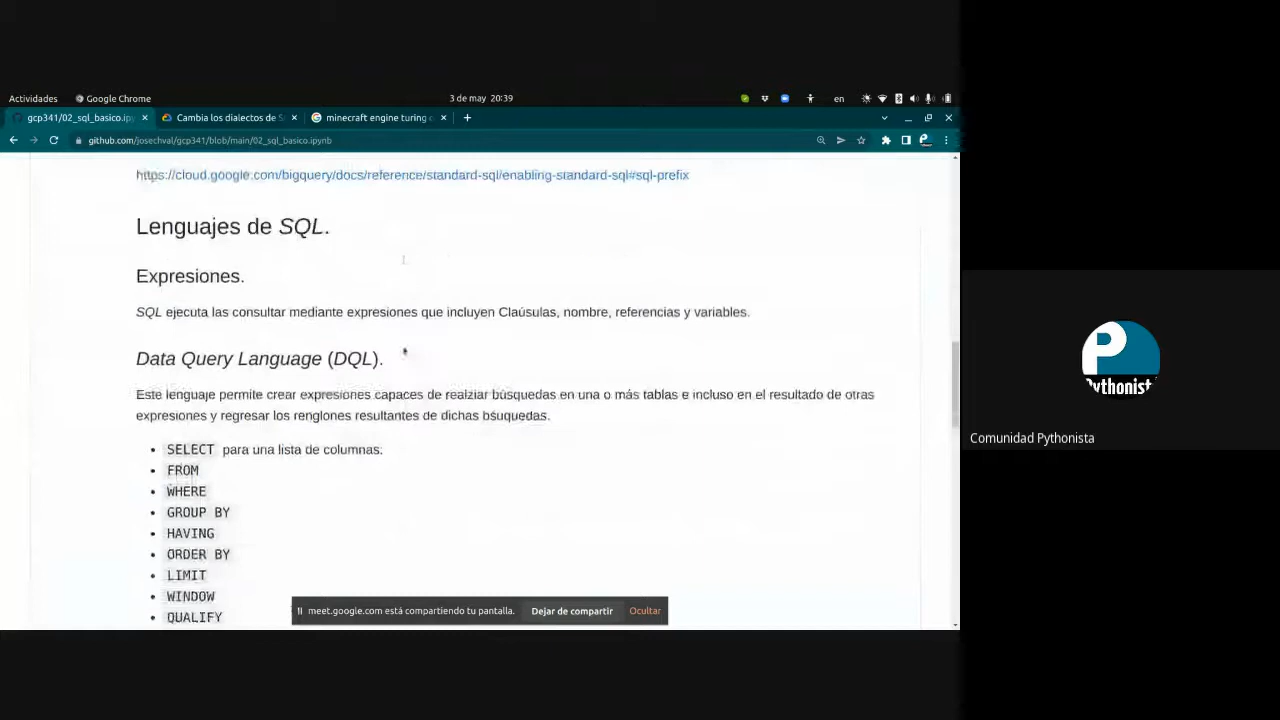 Actividades
Google Chrome
3 de may 20:39
en
gcp341/02_sql_basico.ipy
Cambia los dialectos de S
minecraft engine turing c
github.com/josechval/gcp341/blob/main/02_sql_basico.ipynb
https://cloud.google.com/bigquery/docs/reference/standard-sql/enabling-standard-sql#sql-prefix
Lenguajes de SQL.
Expresiones.
SQL ejecuta las consultar mediante expresiones que incluyen Claúsulas, nombre, referencias y variables.
Data Query Language (DQL).
Este lenguaje permite crear expresiones capaces de realziar búsquedas en una o más tablas e incluso en el resultado de otras
expresiones y regresar los renglones resultantes de dichas bsuquedas.
• SELECT para una lista de columnas.
• FROM
• WHERE
• GROUP BY
• HAVING
• ORDER BY
• LIMIT
• WINDOW
• QUALIFY
meet.google.com está compartiendo tu pantalla.
Dejar de compartir
Ocultar
Pythonist
Comunidad Pythonista